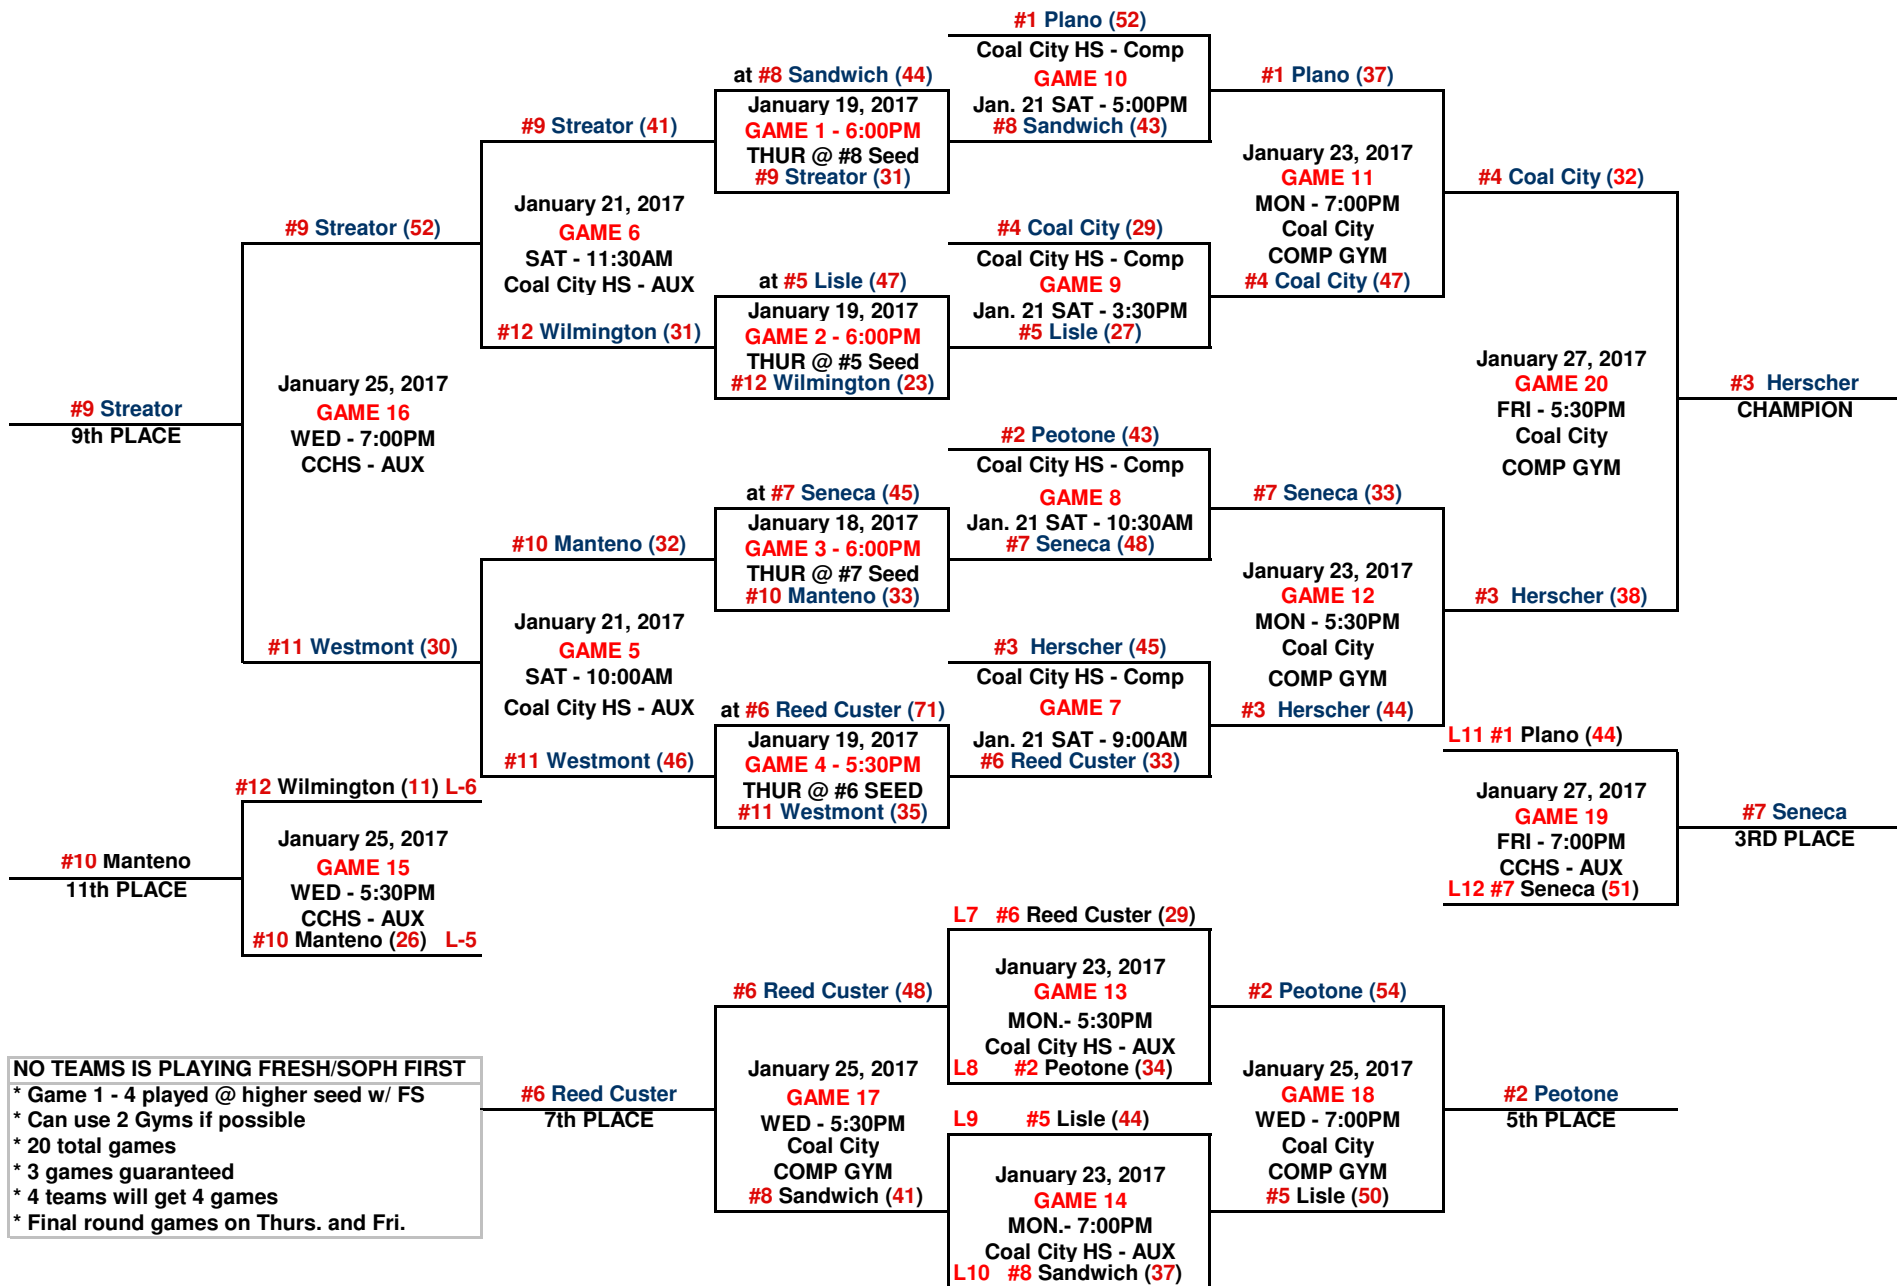 #1 Plano (52)
Coal City HS - Comp
GAME 10
Jan. 21 SAT - 5:00PM
#8 Sandwich (43)
at #8 Sandwich (44)
January 19, 2017
GAME 1 - 6:00PM
THUR @ #8 Seed
#9 Streator (31)
#1 Plano (37)
January 23, 2017
GAME 11
MON - 7:00PM
Coal City
COMP GYM
#4 Coal City (47)
#9 Streator (41)
January 21, 2017
GAME 6
SAT - 11:30AM
Coal City HS - AUX
#12 Wilmington (31)
#4 Coal City (29)
Coal City HS - Comp
GAME 9
Jan. 21 SAT - 3:30PM
#5 Lisle (27)
at #5 Lisle (47)
January 19, 2017
GAME 2 - 6:00PM
THUR @ #5 Seed
#12 Wilmington (23)
#4 Coal City (32)
January 27, 2017
GAME 20
FRI - 5:30PM
Coal City
COMP GYM
#3 Herscher (38)
#3 Herscher
CHAMPION
#9 Streator (52)
January 25, 2017
GAME 16
WED - 7:00PM
CCHS - AUX
#11 Westmont (30)
#9 Streator
9th PLACE
#2 Peotone (43)
Coal City HS - Comp
GAME 8
Jan. 21 SAT - 10:30AM
#7 Seneca (48)
at #7 Seneca (45)
January 18, 2017
GAME 3 - 6:00PM
THUR @ #7 Seed
#10 Manteno (33)
#7 Seneca (33)
January 23, 2017
GAME 12
MON - 5:30PM
Coal City
COMP GYM
#3 Herscher (44)
#10 Manteno (32)
January 21, 2017
GAME 5
SAT - 10:00AM
Coal City HS - AUX
#11 Westmont (46)
#3 Herscher (45)
Coal City HS - Comp
GAME 7
Jan. 21 SAT - 9:00AM
#6 Reed Custer (33)
at #6 Reed Custer (71)
January 19, 2017
GAME 4 - 5:30PM
THUR @ #6 SEED
#11 Westmont (35)
L11 #1 Plano (44)
January 27, 2017
GAME 19
FRI - 7:00PM
CCHS - AUX
L12 #7 Seneca (51)
#7 Seneca
3RD PLACE
#12 Wilmington (11) L-6
January 25, 2017
GAME 15
WED - 5:30PM
CCHS - AUX
#10 Manteno (26) L-5
#10 Manteno
11th PLACE
L7 #6 Reed Custer (29)
January 23, 2017
GAME 13
MON.- 5:30PM
Coal City HS - AUX
L8 #2 Peotone (34)
#6 Reed Custer (48)
January 25, 2017
GAME 17
WED - 5:30PM
Coal City
COMP GYM
#8 Sandwich (41)
#6 Reed Custer
7th PLACE
#2 Peotone (54)
January 25, 2017
GAME 18
WED - 7:00PM
Coal City
COMP GYM
#5 Lisle (50)
#2 Peotone
5th PLACE
L9 #5 Lisle (44)
January 23, 2017
GAME 14
MON.- 7:00PM
Coal City HS - AUX
L10 #8 Sandwich (37)
NO TEAMS IS PLAYING FRESH/SOPH FIRST
* Game 1 - 4 played @ higher seed w/ FS
* Can use 2 Gyms if possible
* 20 total games
* 3 games guaranteed
* 4 teams will get 4 games
* Final round games on Thurs. and Fri.